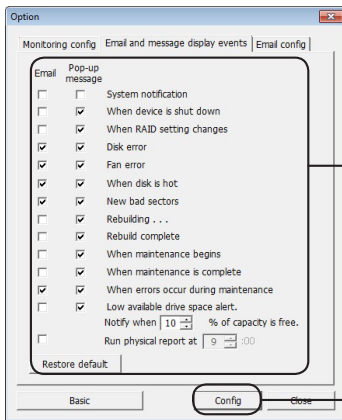 Option
Monitoring config Email and message display events Email config
Email Pop-up message
System notification
When device is shut down
When RAID setting changes
Disk error
Fan error
When disk is hot
New bad sectors
Rebuilding . . .
Rebuild complete
When maintenance begins
When maintenance is complete
When errors occur during maintenance
Low available drive space alert.
Notify when 10 % of capacity is free.
Run physical report at 9 :00
Restore default
Basic Config Close